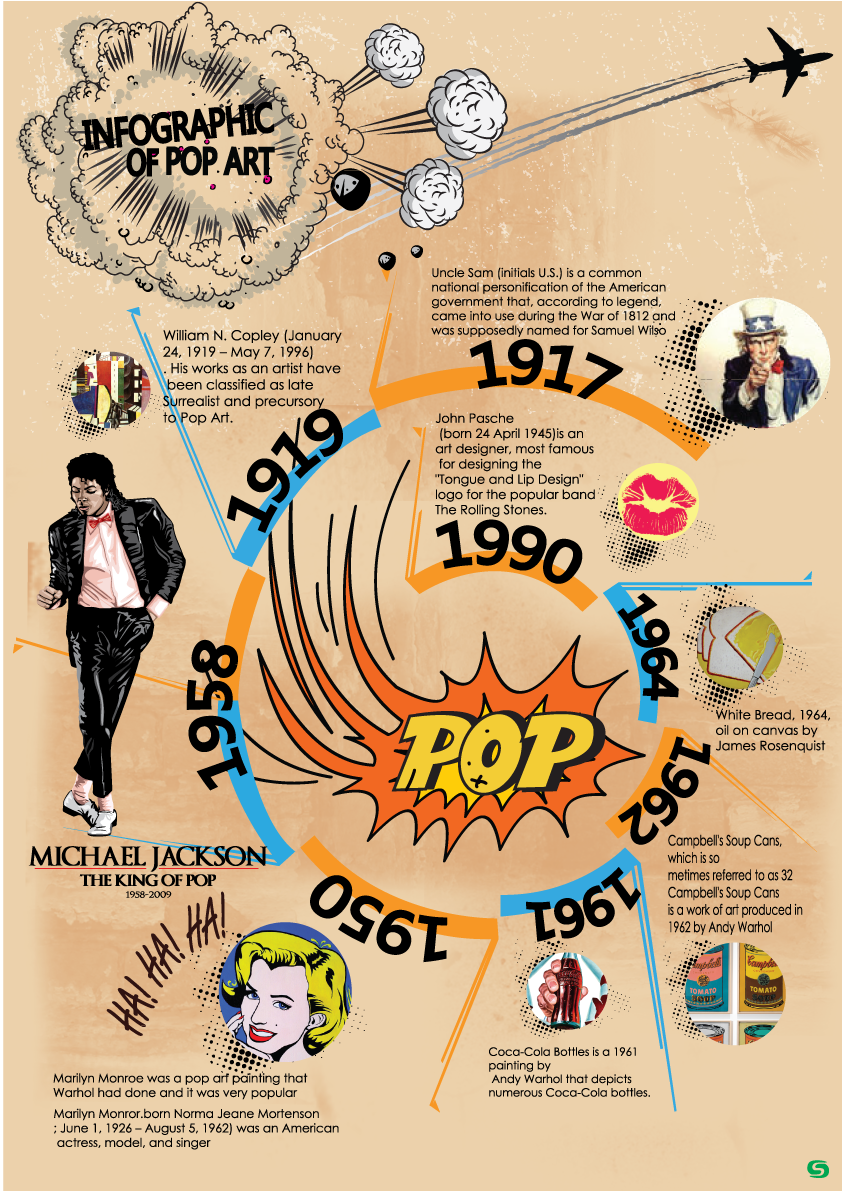 INFOGRAPHIC
OF POP ART
Uncle Sam (initials U.S.) is a common
national personification of the American
government that, according to legend,
came into use during the War of 1812 and
was supposedly named for Samuel Wilso
1917
William N. Copley (January
24, 1919 – May 7, 1996)
. His works as an artist have
been classified as late
Surrealist and precursory
to Pop Art.
1919
John Pasche
(born 24 April 1945)is an
art designer, most famous
for designing the
"Tongue and Lip Design"
logo for the popular band
The Rolling Stones.
1990
1964
White Bread, 1964,
oil on canvas by
James Rosenquist
1958
POP
1962
Campbell's Soup Cans,
which is so
metimes referred to as 32
Campbell's Soup Cans
is a work of art produced in
1962 by Andy Warhol
Campbell's
TOMATO
SOUP
Campbell's
TOMATO
SOUP
MICHAEL JACKSON
THE KING OF POP
1958-2009
1950
1961
HA! HA! HA!
Coca-Cola Bottles is a 1961
painting by
Andy Warhol that depicts
numerous Coca-Cola bottles.
Marilyn Monroe was a pop art painting that
Warhol had done and it was very popular
Marilyn Monror.born Norma Jeane Mortenson
; June 1, 1926 – August 5, 1962) was an American
actress, model, and singer